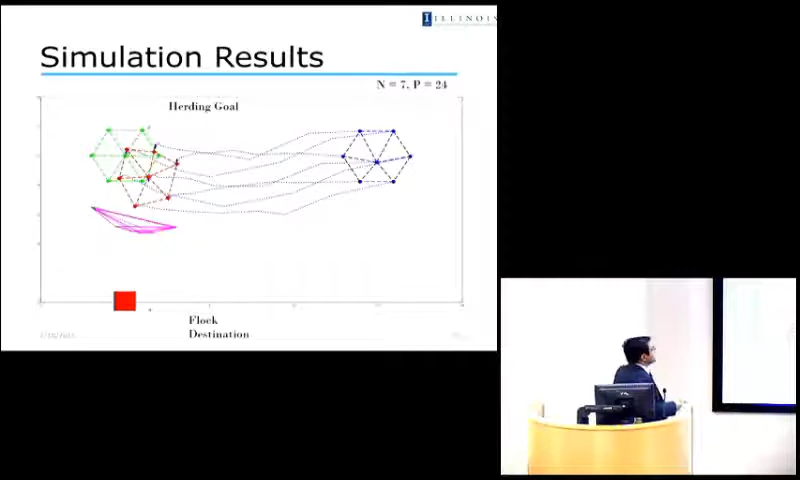 ILLINOIS
Simulation Results
N = 7, P = 24
Herding Goal
Flock
Destination